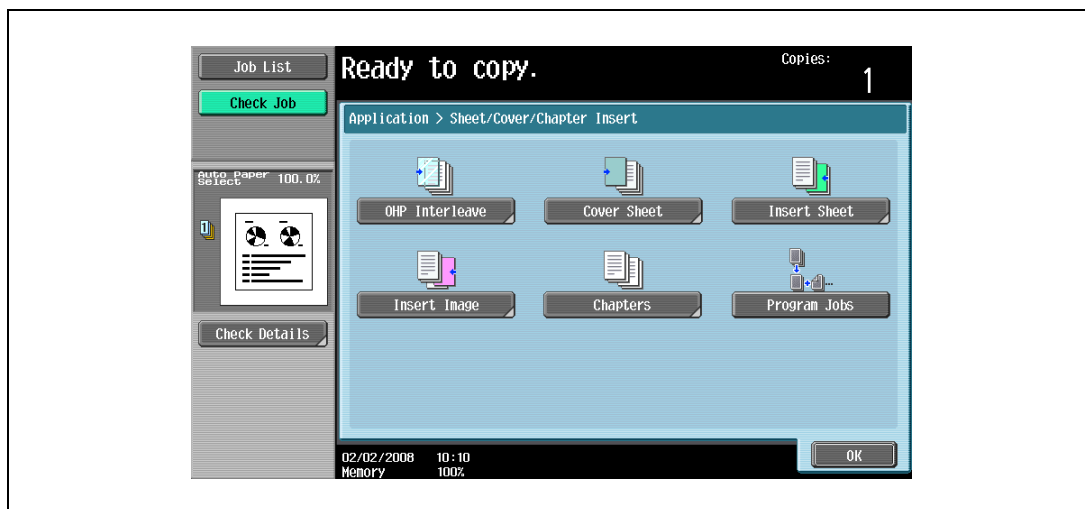 Job List
Check Job
Auto Paper
Select 100.0%
1
Check Details
Ready to copy.
Copies:
1
Application > Sheet/Cover/Chapter Insert
OHP Interleave
Cover Sheet
Insert Sheet
Insert Image
Chapters
Program Jobs
02/02/2008 10:10
Memory 100%
OK